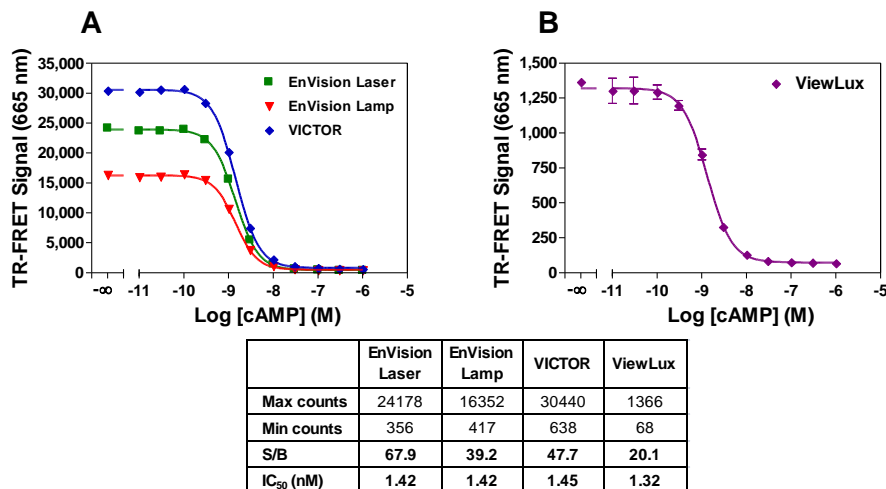 A
TR-FRET Signal (665 nm)
35,000
30,000
25,000
20,000
15,000
10,000
5,000
0
EnVision Laser
EnVision Lamp
VICTOR
-∞ -11 -10 -9 -8 -7 -6 -5
Log [cAMP] (M)
B
TR-FRET Signal (665 nm)
1,500
1,250
1,000
750
500
250
0
ViewLux
-∞ -11 -10 -9 -8 -7 -6 -5
Log [cAMP] (M)
EnVision Laser EnVision Lamp VICTOR ViewLux
Max counts 24178 16352 30440 1366
Min counts 356 417 638 68
S/B 67.9 39.2 47.7 20.1
IC50 (nM) 1.42 1.42 1.45 1.32